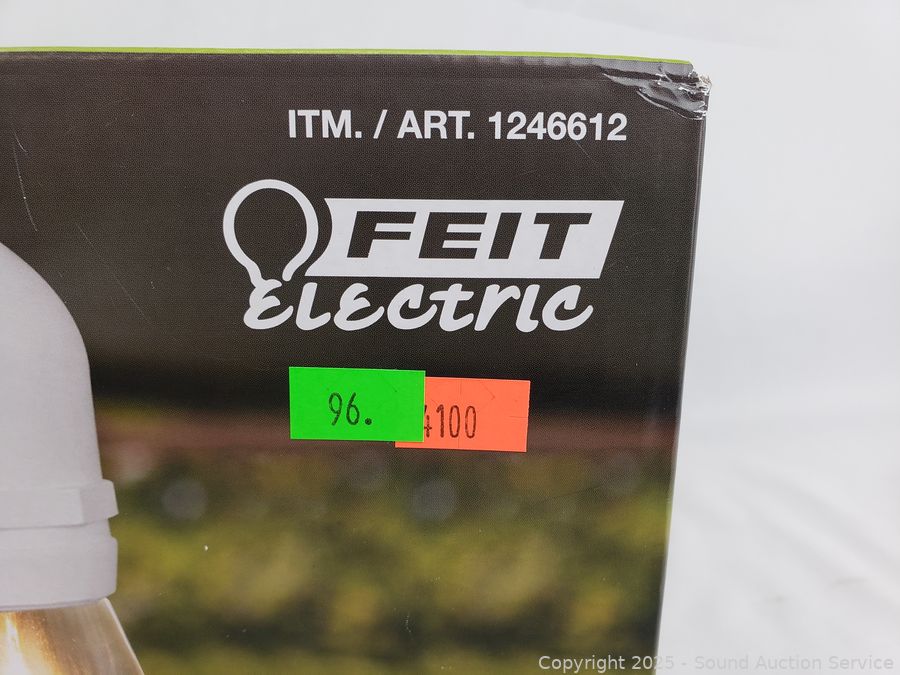 ITM. / ART. 1246612
FEIT
Electric
96.
4100
Copyright 2025 - Sound Auction Service